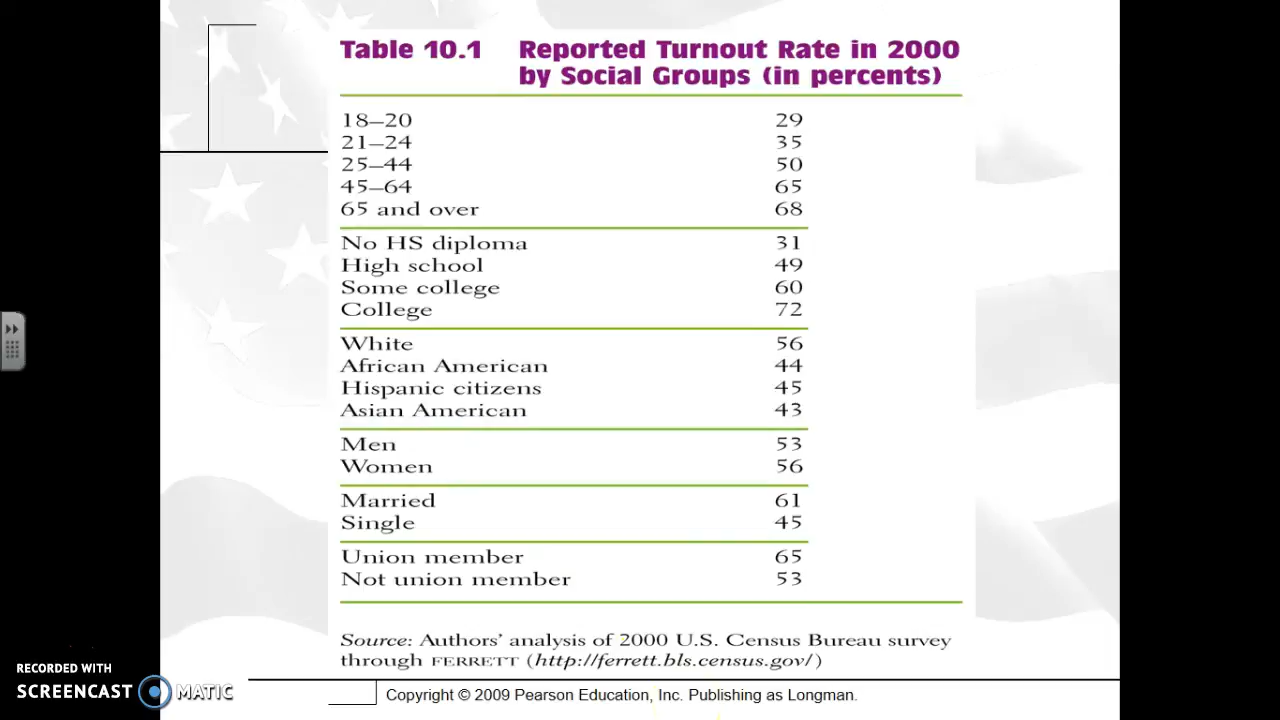 Table 10.1 Reported Turnout Rate in 2000
by Social Groups (in percents)
18–20 29
21–24 35
25–44 50
45–64 65
65 and over 68
No HS diploma 31
High school 49
Some college 60
College 72
White 56
African American 44
Hispanic citizens 45
Asian American 43
Men 53
Women 56
Married 61
Single 45
Union member 65
Not union member 53
Source: Authors' analysis of 2000 U.S. Census Bureau survey
through FERRETT (http://ferrett.bls.census.gov/)
Copyright © 2009 Pearson Education, Inc. Publishing as Longman.
RECORDED WITH
SCREENCAST MATIC